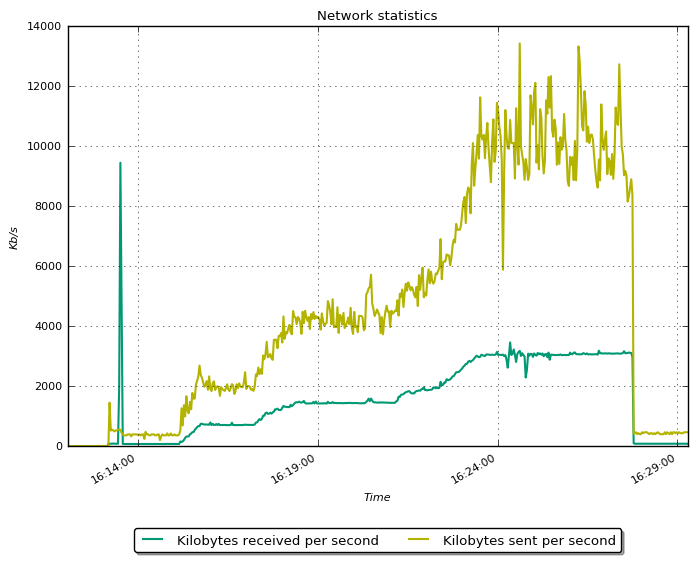 Network statistics
14000
12000
10000
8000
6000
4000
2000
0
Kb/s
16:14:00
16:19:00
16:24:00
16:29:00
Time
Kilobytes received per second
Kilobytes sent per second